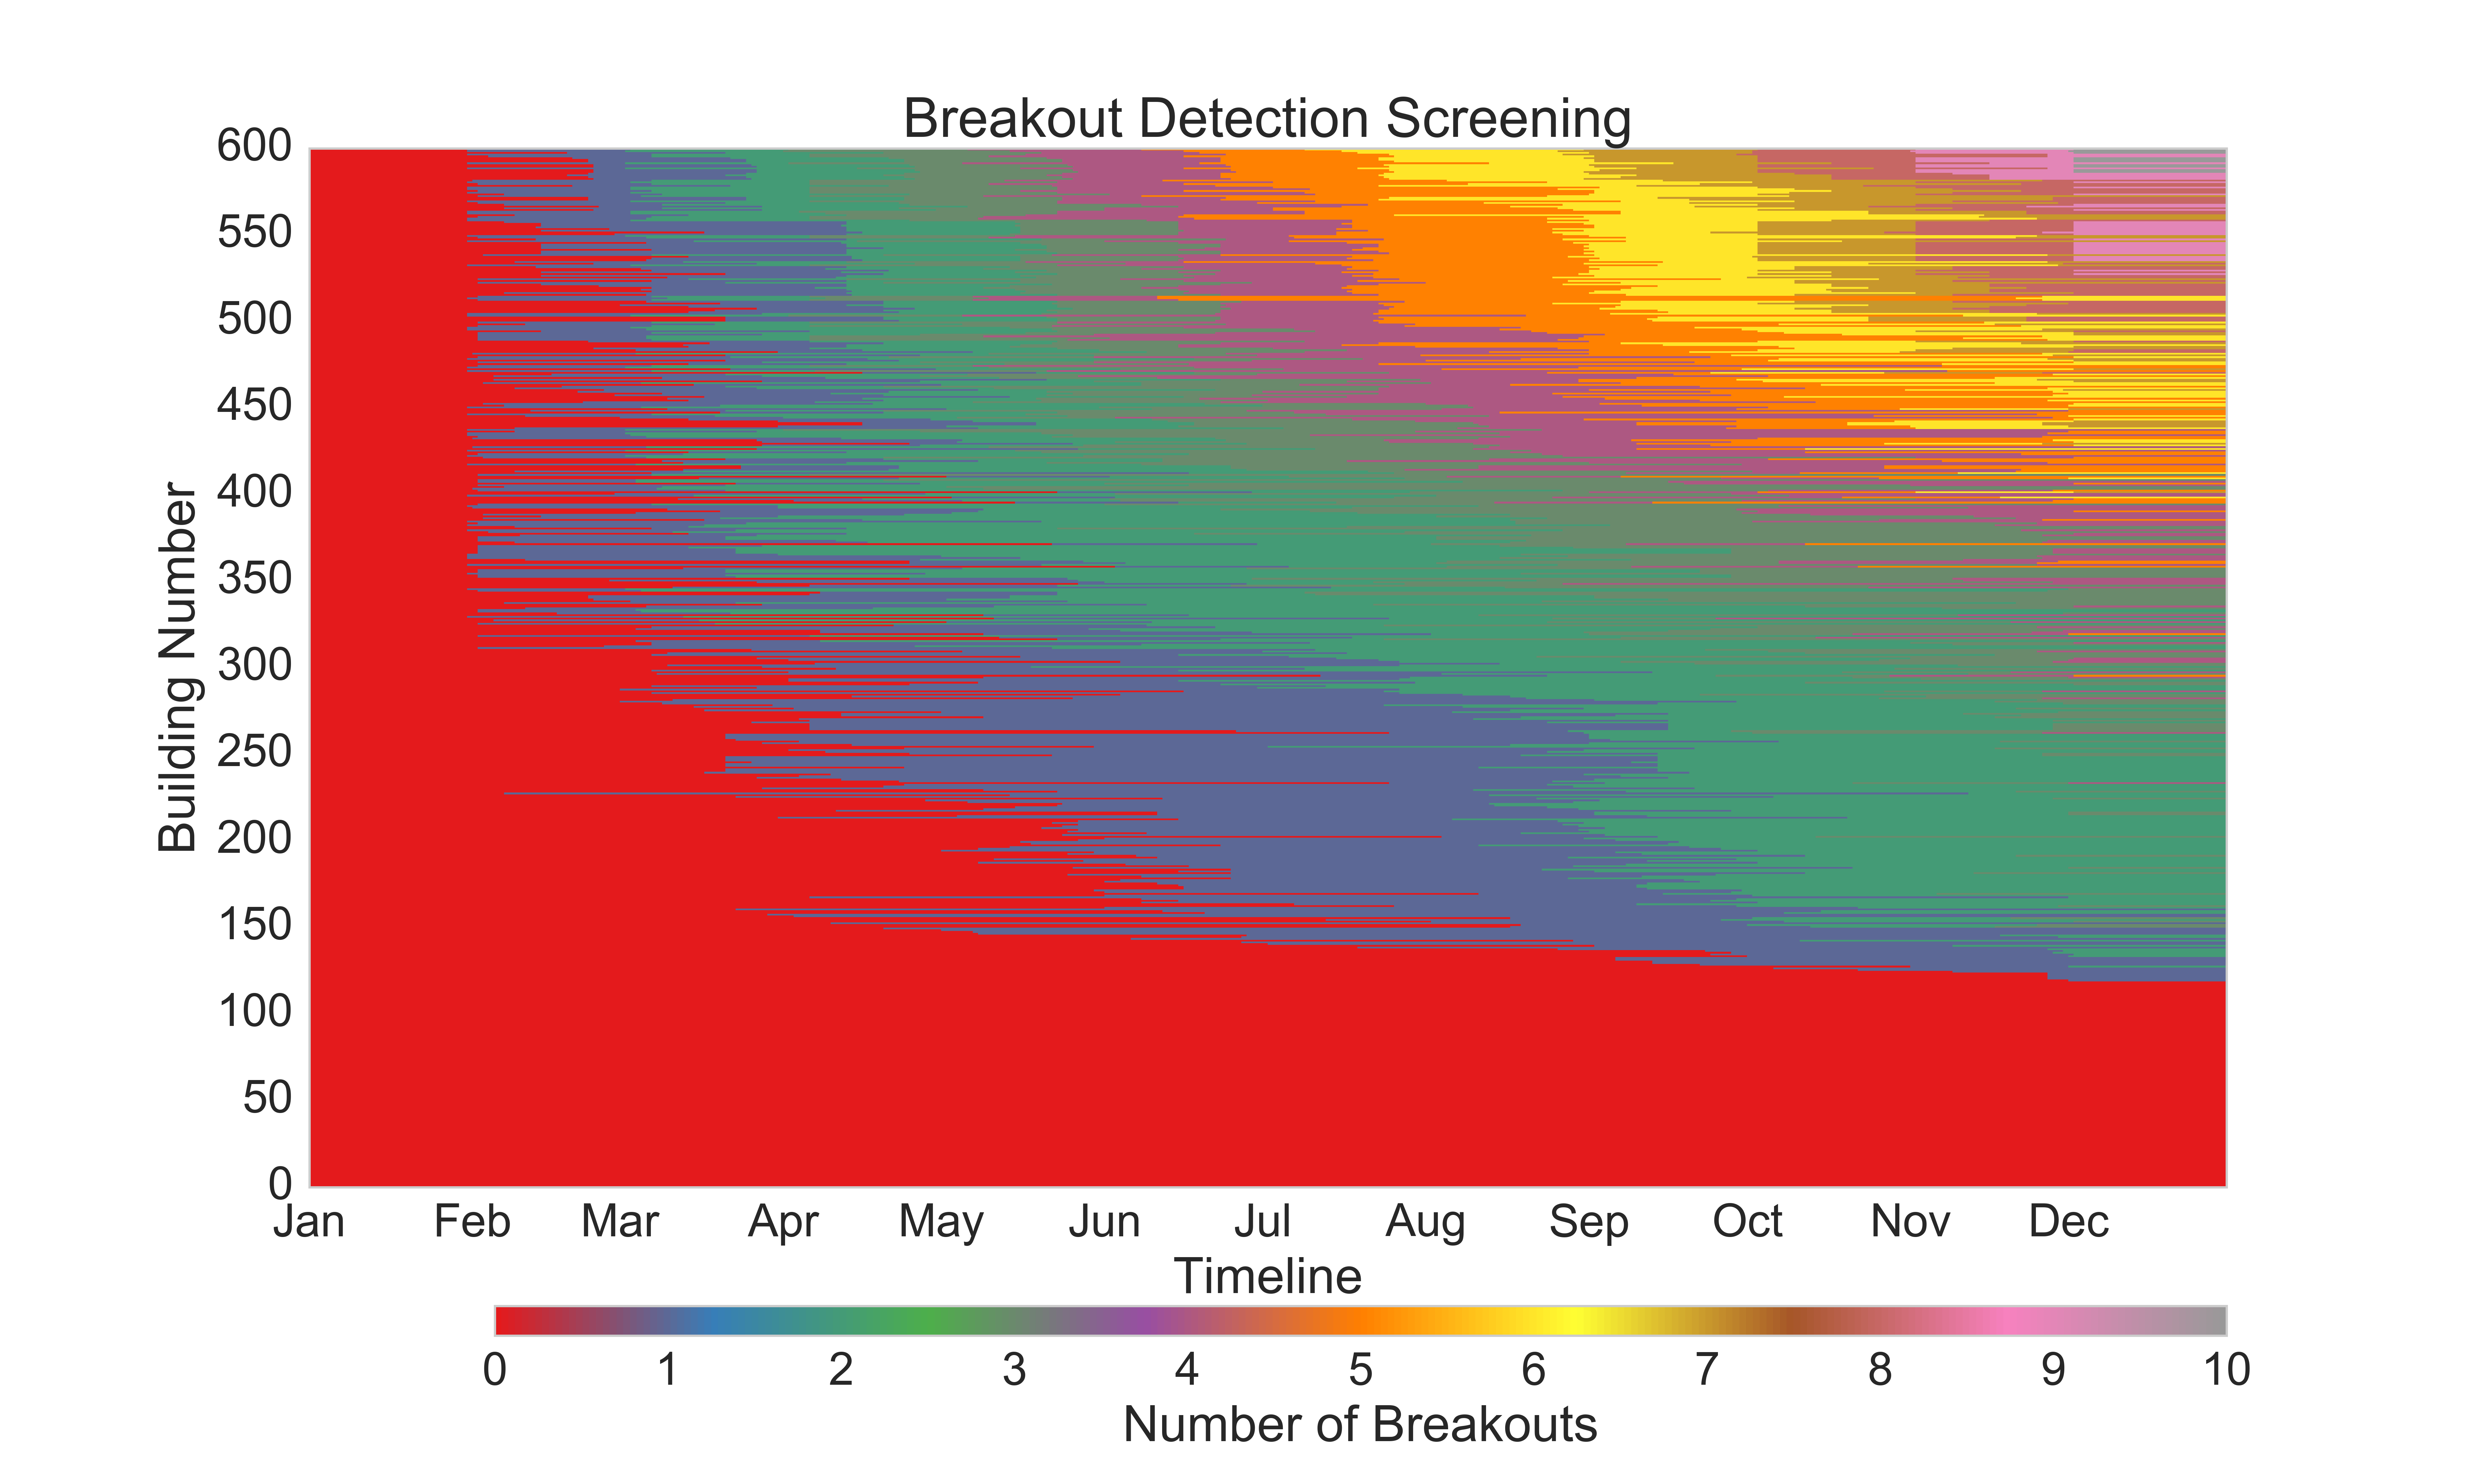 Breakout Detection Screening
600
550
500
450
400
350
300
250
200
150
100
50
0
Building Number
Jan Feb Mar Apr May Jun Jul Aug Sep Oct Nov Dec
Timeline
0 1 2 3 4 5 6 7 8 9 10
Number of Breakouts